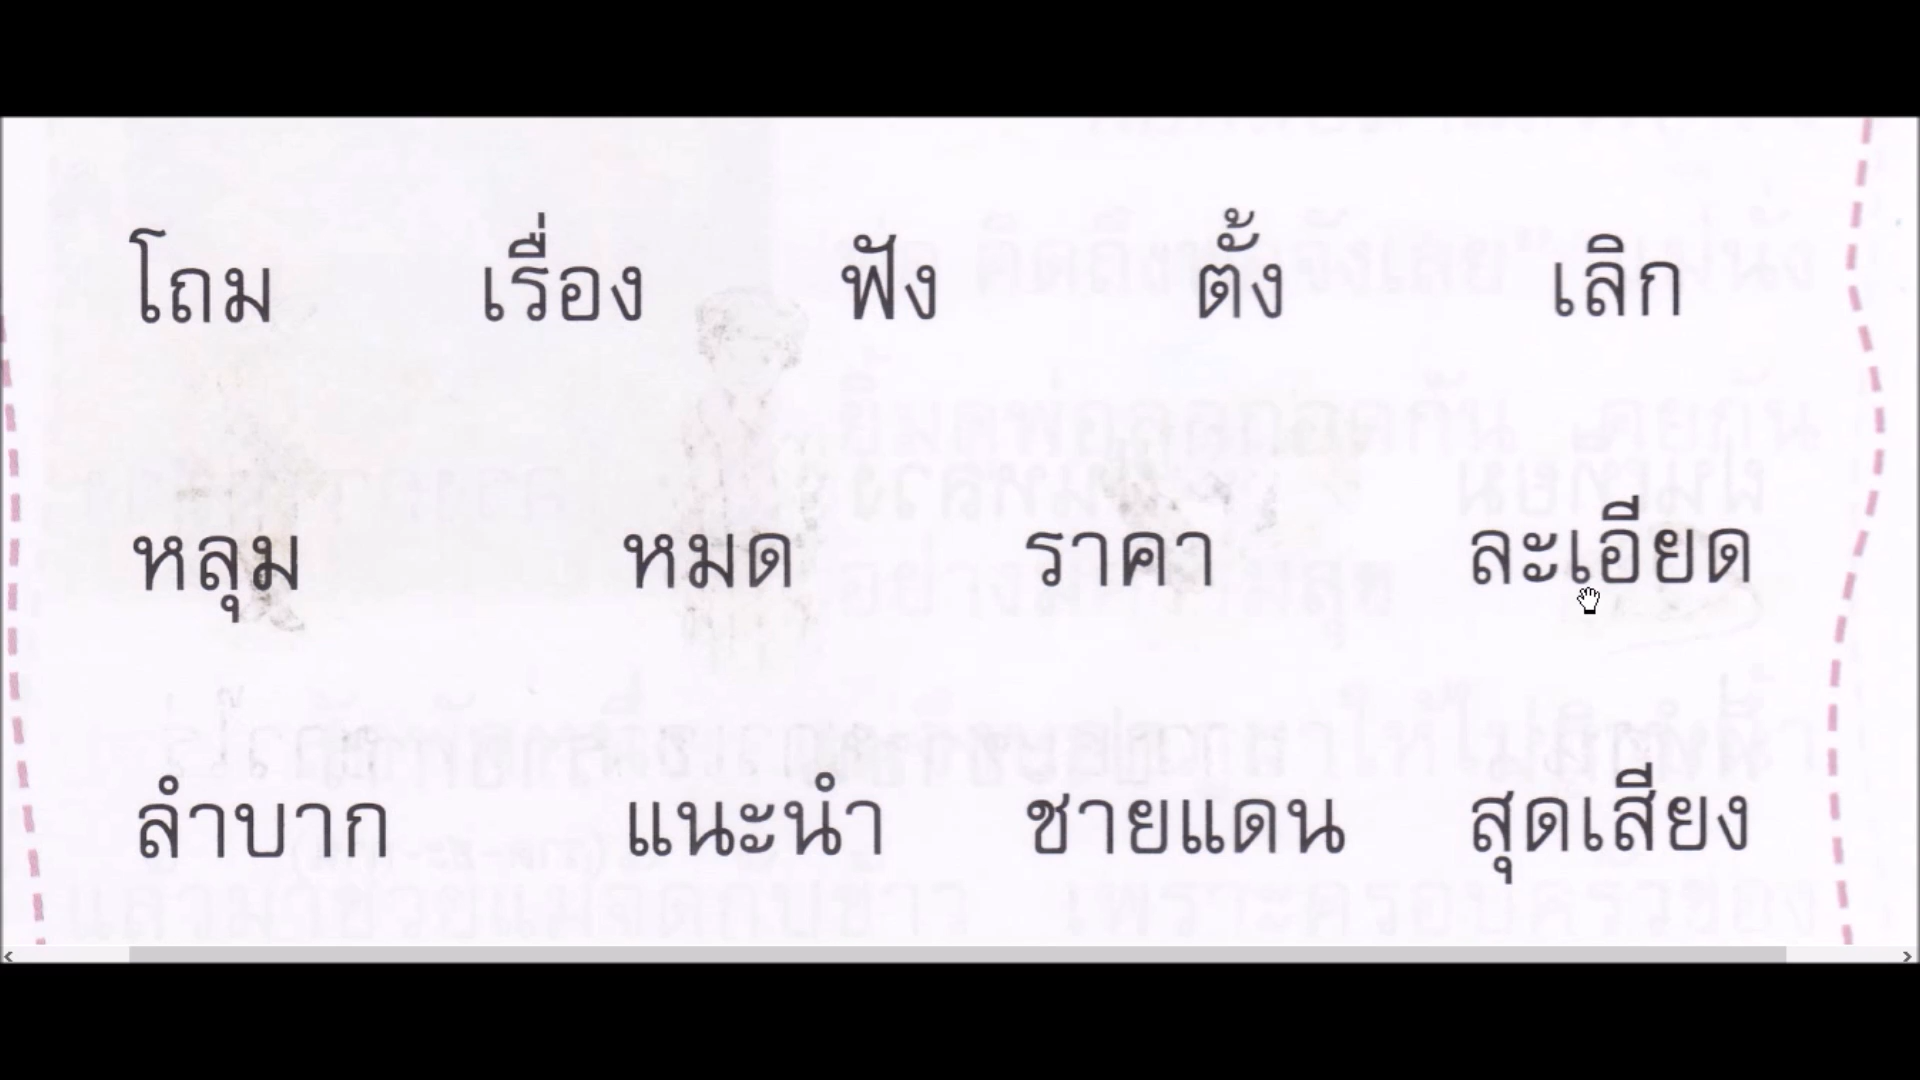 โถม เรื่อง ฟัง ตั้ง เลิก
หลุม หมด ราคา ละเอียด
ลำบาก แนะนำ ชายแดน สุดเสียง